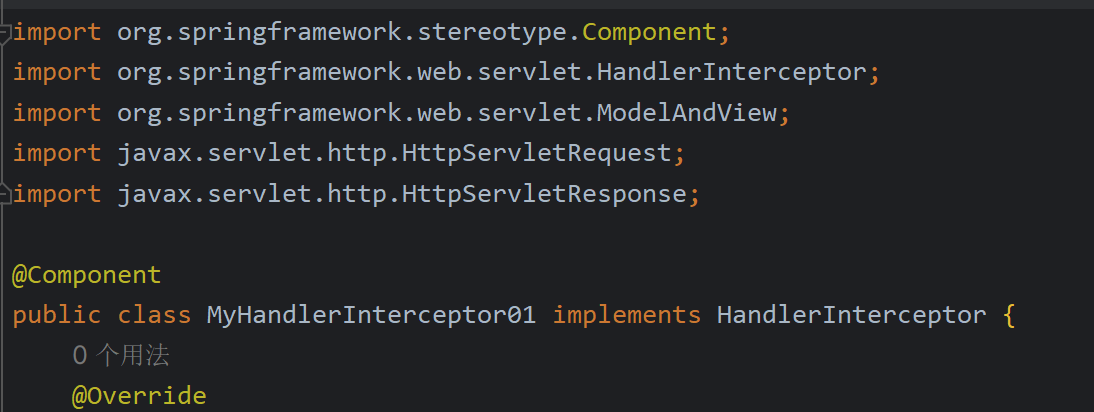 import org.springframework.stereotype.Component;
import org.springframework.web.servlet.HandlerInterceptor;
import org.springframework.web.servlet.ModelAndView;
import javax.servlet.http.HttpServletRequest;
import javax.servlet.http.HttpServletResponse;
@Component
public class MyHandlerInterceptor01 implements HandlerInterceptor {
0 个用法
@Override